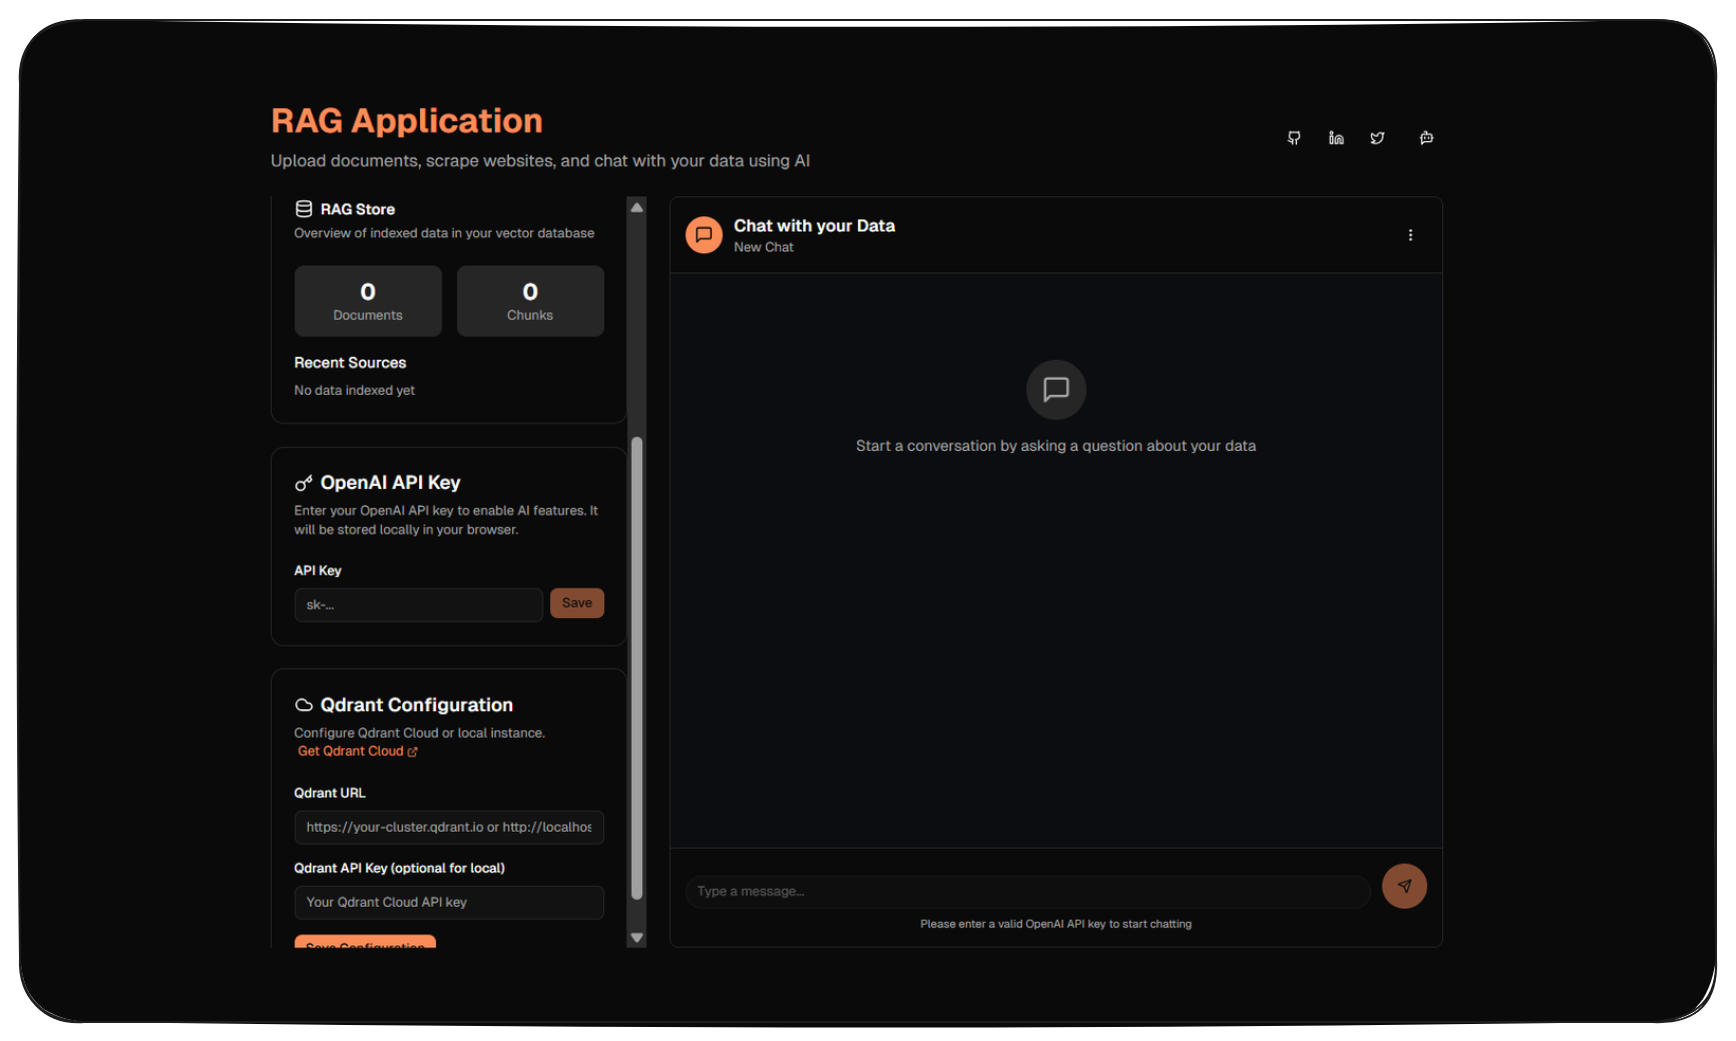 RAG Application
Upload documents, scrape websites, and chat with your data using AI
RAG Store
Overview of indexed data in your vector database
0
Documents
0
Chunks
Recent Sources
No data indexed yet
OpenAI API Key
Enter your OpenAI API key to enable AI features. It
will be stored locally in your browser.
API Key
sk-...
Save
Qdrant Configuration
Configure Qdrant Cloud or local instance.
Get Qdrant Cloud
Qdrant URL
https://your-cluster.qdrant.io or http://localhos
Qdrant API Key (optional for local)
Your Qdrant Cloud API key
Save Configuration
Chat with your Data
New Chat
Start a conversation by asking a question about your data
Type a message...
Please enter a valid OpenAI API key to start chatting